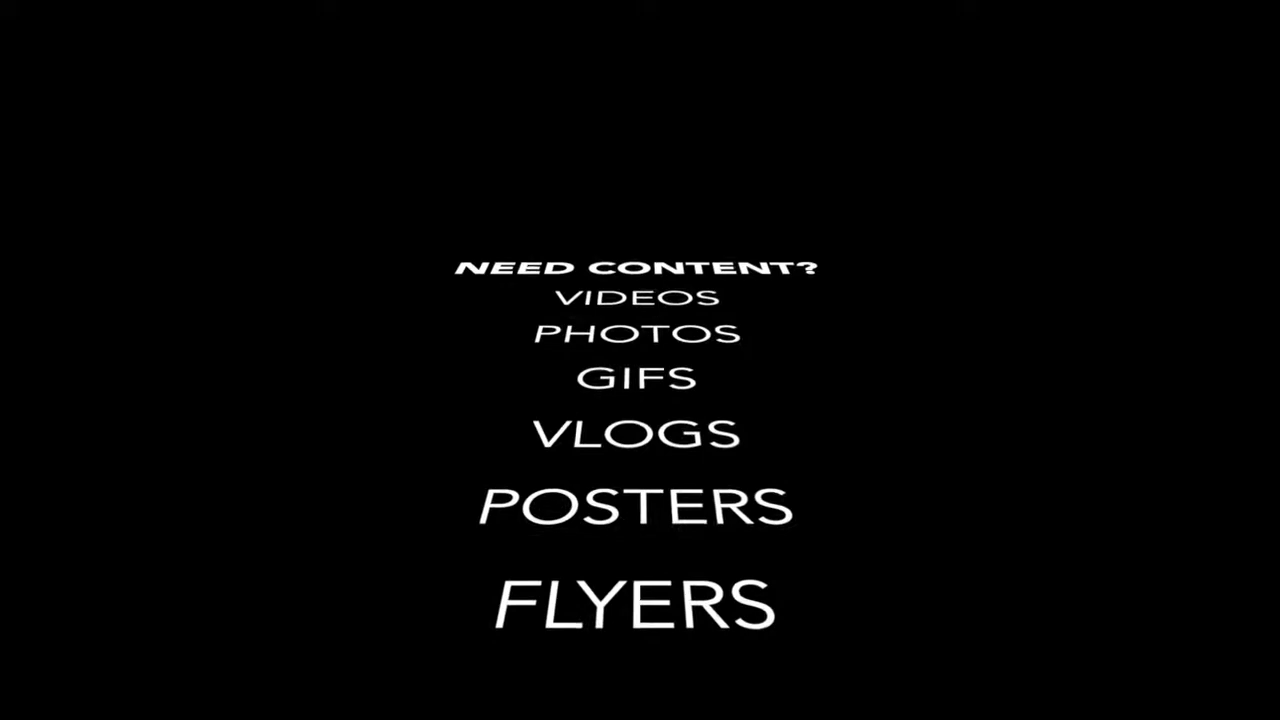 NEED CONTENT?
VIDEOS
PHOTOS
GIFS
VLOGS
POSTERS
FLYERS